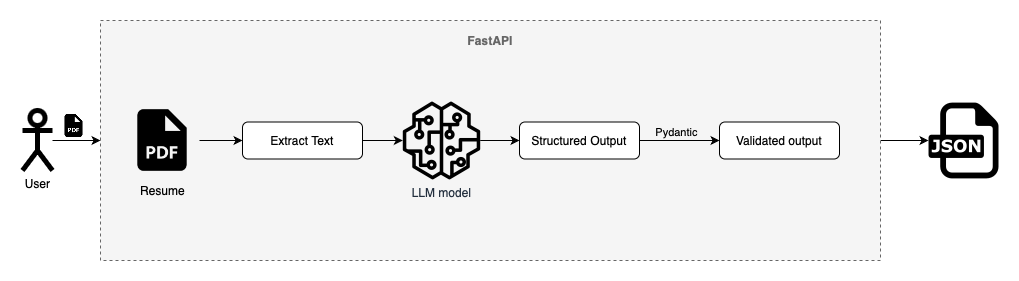 FastAPI
PDF
User
PDF
Resume
Extract Text
LLM model
Structured Output
Pydantic
Validated output
JSON